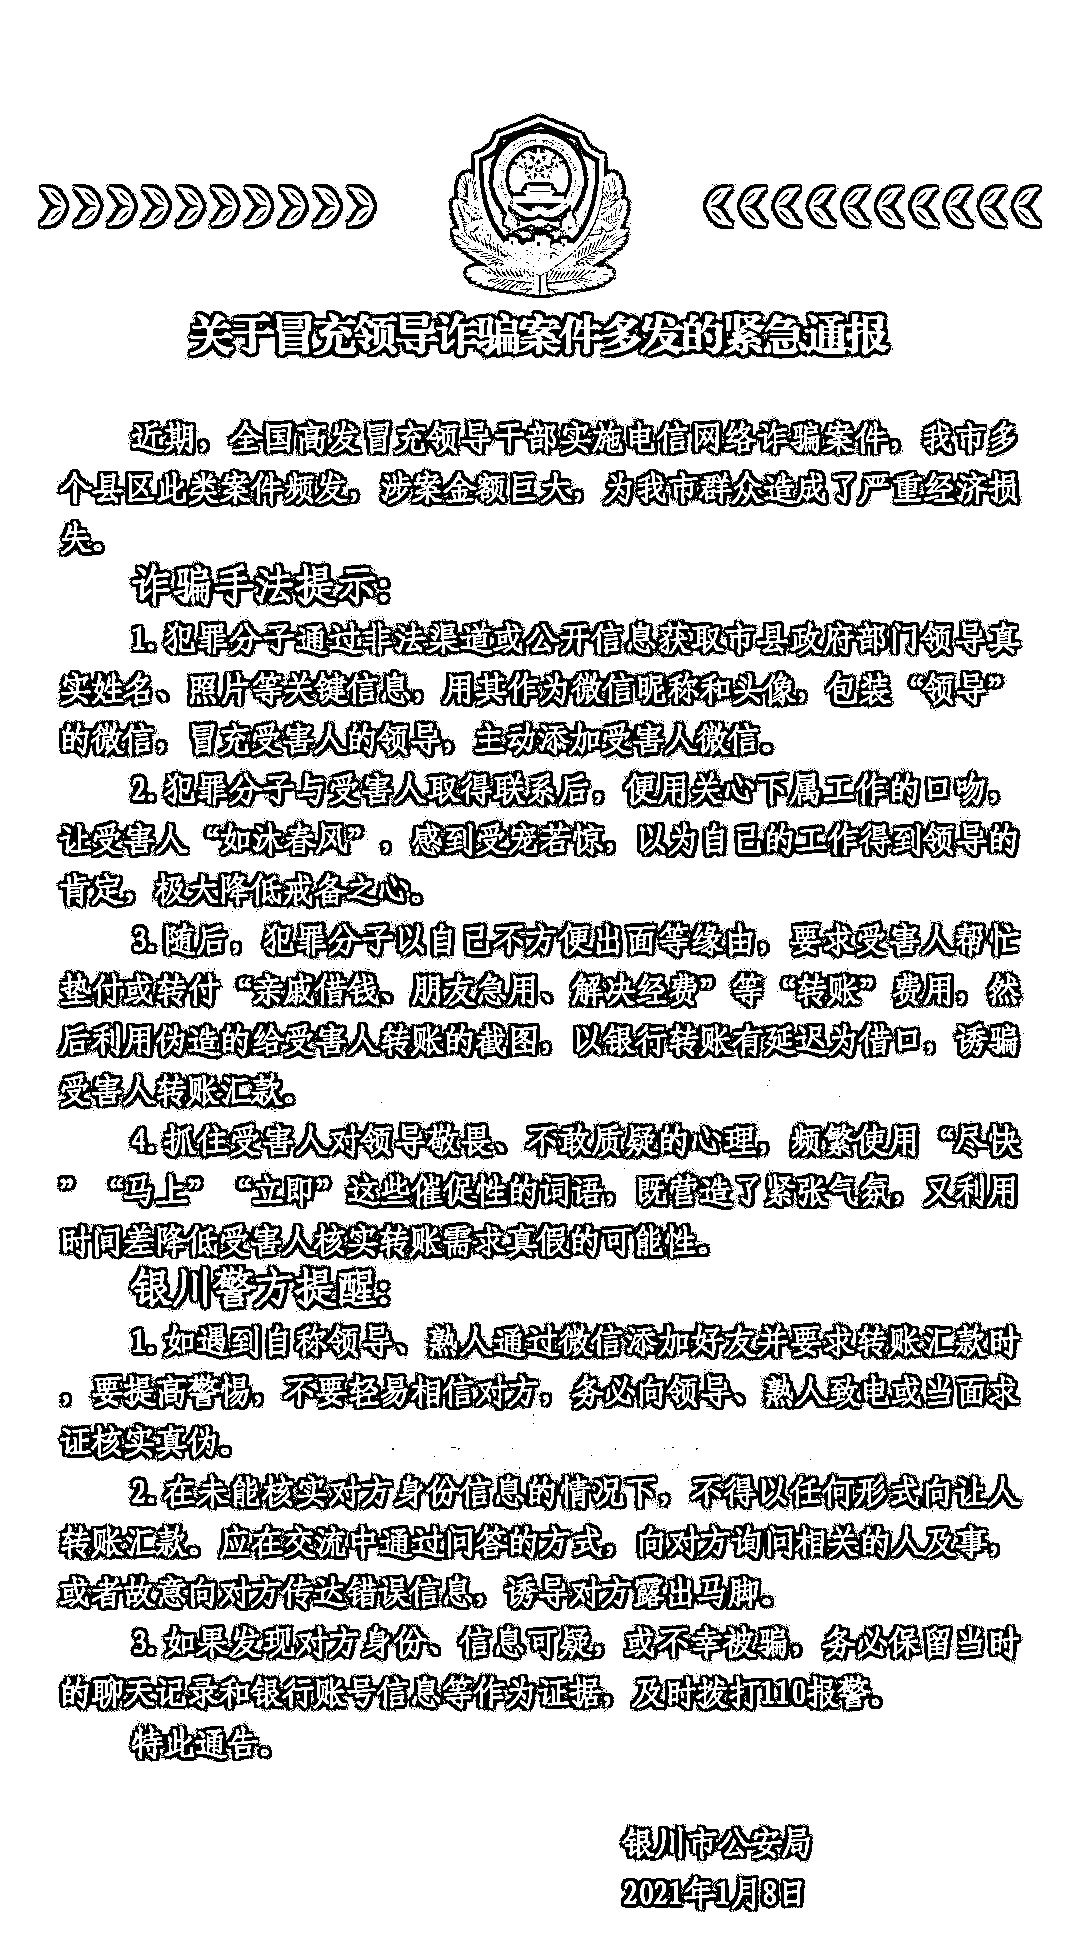 关于冒充领导诈骗案件多发的紧急通报
近期，全国高发冒充领导干部实施电信网络诈骗案件，我市多
个县区此类案件频发，涉案金额巨大，为我市群众造成了严重经济损
失。
诈骗手法提示：
1.犯罪分子通过非法渠道或公开信息获取市县政府部门领导真
实姓名、照片等关键信息，用其作为微信昵称和头像，包装“领导”
的微信，冒充受害人的领导，主动添加受害人微信。
2.犯罪分子与受害人取得联系后，便用关心下属工作的口吻，
让受害人“如沐春风”，感到受宠若惊，以为自己的工作得到领导的
肯定，极大降低戒备之心。
3.随后，犯罪分子以自己不方便出面等缘由，要求受害人帮忙
垫付或转付“亲戚借钱、朋友急用、解决经费”等“转账”费用，然
后利用伪造的给受害人转账的截图，以银行转账有延迟为借口，诱骗
受害人转账汇款。
4.抓住受害人对领导敬畏、不敢质疑的心理，频繁使用“尽快
”“马上”“立即”这些催促性的词语，既营造了紧张气氛，又利用
时间差降低受害人核实转账需求真假的可能性。
银川警方提醒：
1.如遇到自称领导、熟人通过微信添加好友并要求转账汇款时
，要提高警惕，不要轻易相信对方，务必向领导、熟人致电或当面求
证核实真伪。
2.在未能核实对方身份信息的情况下，不得以任何形式向让人
转账汇款。应在交流中通过问答的方式，向对方询问相关的人及事，
或者故意向对方传达错误信息，诱导对方露出马脚。
3.如果发现对方身份、信息可疑，或不幸被骗，务必保留当时
的聊天记录和银行账号信息等作为证据，及时拨打110报警。
特此通告。
银川市公安局
2021年1月8日